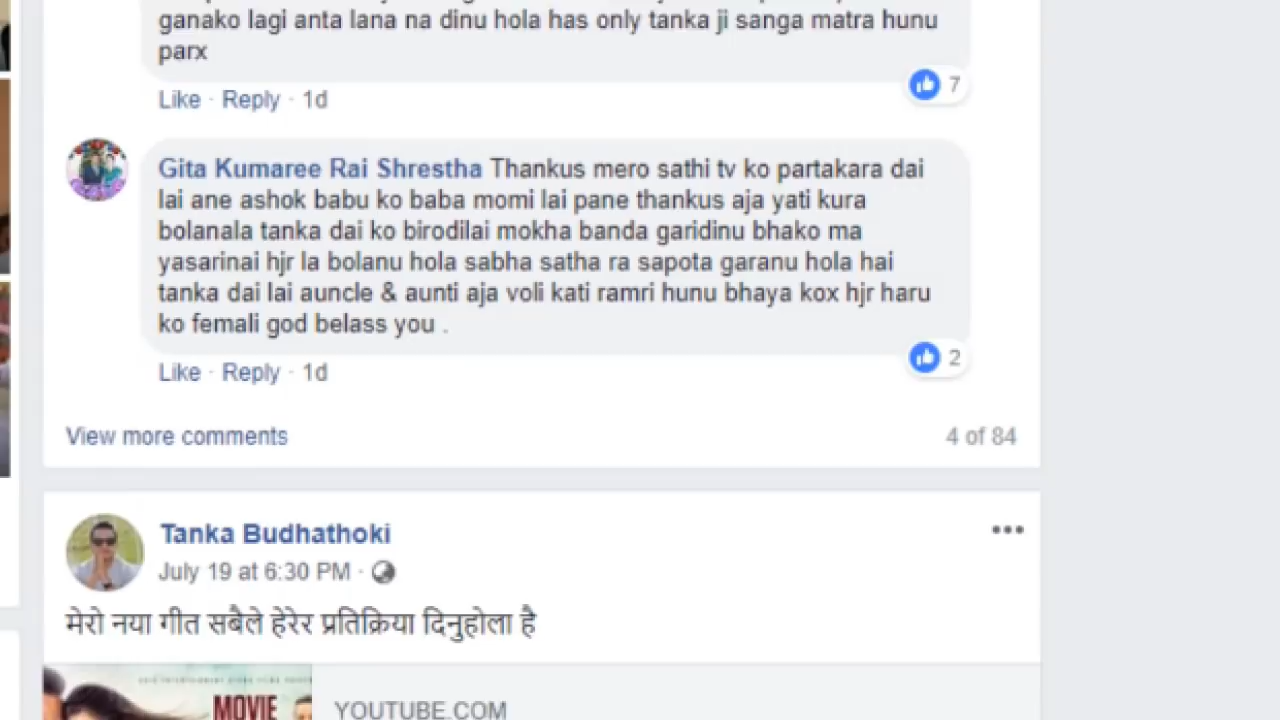 ganako lagi anta lana na dinu hola has only tanka ji sanga matra hunu
parx
7
Like · Reply · 1d
Gita Kumaree Rai Shrestha Thankus mero sathi tv ko partakara dai
lai ane ashok babu ko baba momi lai pane thankus aja yati kura
bolanala tanka dai ko birodilai mokha banda garidinu bhako ma
yasarinai hjr la bolanu hola sabha satha ra sapota garanu hola hai
tanka dai lai auncle & aunti aja voli kati ramri hunu bhaya kox hjr haru
ko femali god belass you .
2
Like · Reply · 1d
View more comments 4 of 84
Tanka Budhathoki
July 19 at 6:30 PM ·
मेरो नया गीत सबैले हेरेर प्रतिक्रिया दिनुहोला है
MOVIE
YOUTUBE.COM